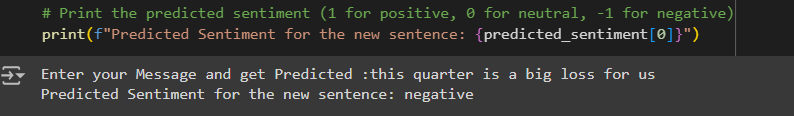 # Print the predicted sentiment (1 for positive, 0 for neutral, -1 for negative)
print(f"Predicted Sentiment for the new sentence: {predicted_sentiment[0]}")
Enter your Message and get Predicted :this quarter is a big loss for us
Predicted Sentiment for the new sentence: negative